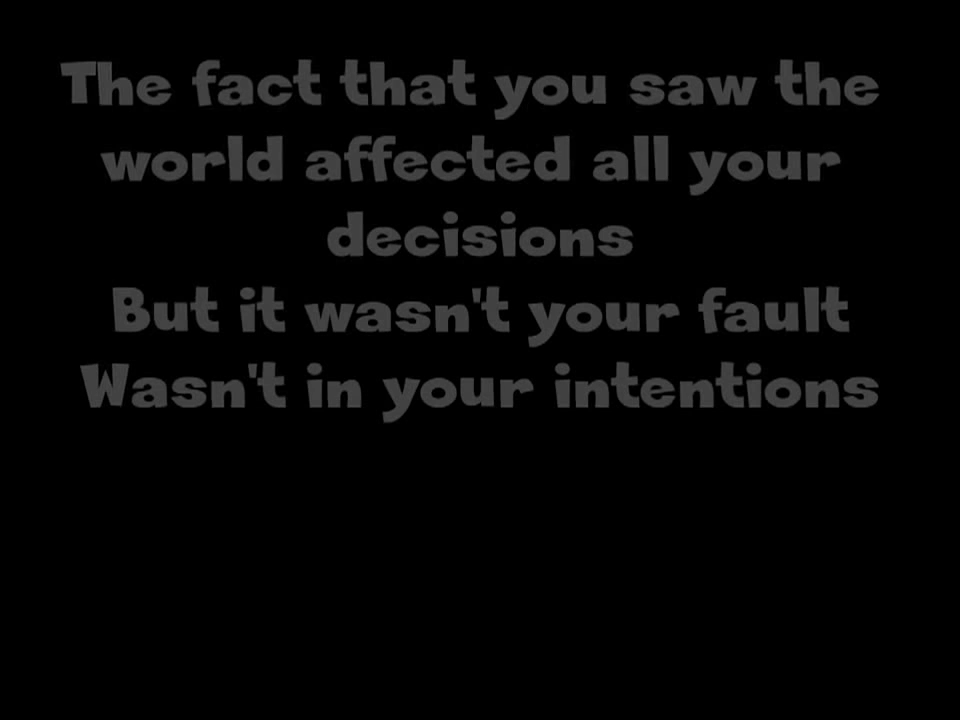 The fact that you saw the
world affected all your
decisions
But it wasn't your fault
Wasn't in your intentions